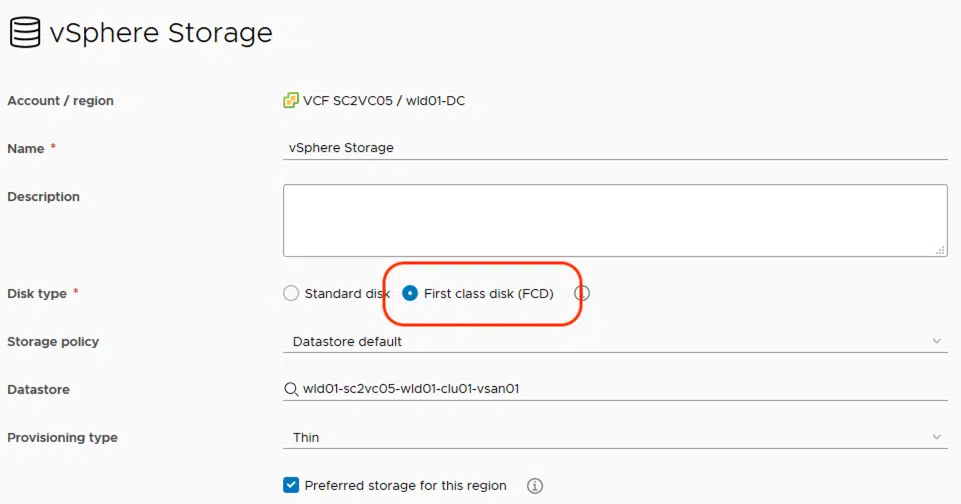 vSphere Storage
Account / region VCF SC2VC05 / wld01-DC
Name * vSphere Storage
Description
Disk type * Standard disk First class disk (FCD)
Storage policy Datastore default
Datastore wld01-sc2vc05-wld01-clu01-vsan01
Provisioning type Thin
Preferred storage for this region